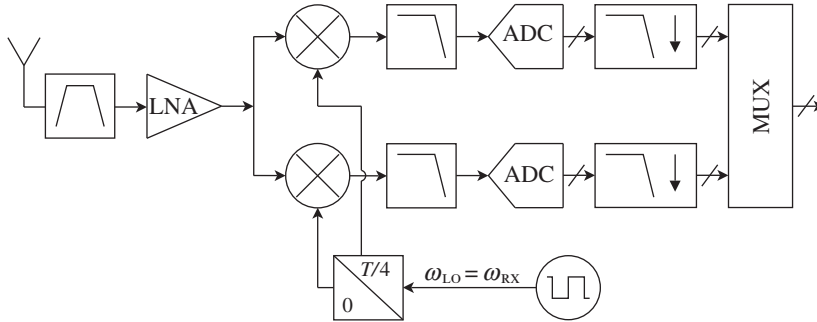 ADC
LNA
MUX
ADC
T/4
0
ω_LO = ω_RX